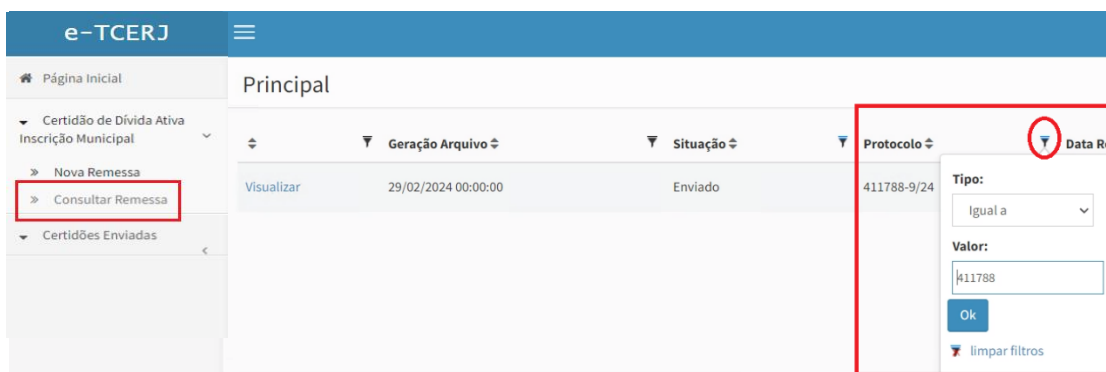 e-TCERJ
Página Inicial
Certidão de Dívida Ativa
Inscrição Municipal
Nova Remessa
Consultar Remessa
Certidões Enviadas
Principal
Geração Arquivo
Situação
Protocolo
Data R
Visualizar
29/02/2024 00:00:00
Enviado
411788-9/24
Tipo:
Igual a
Valor:
411788
Ok
limpar filtros